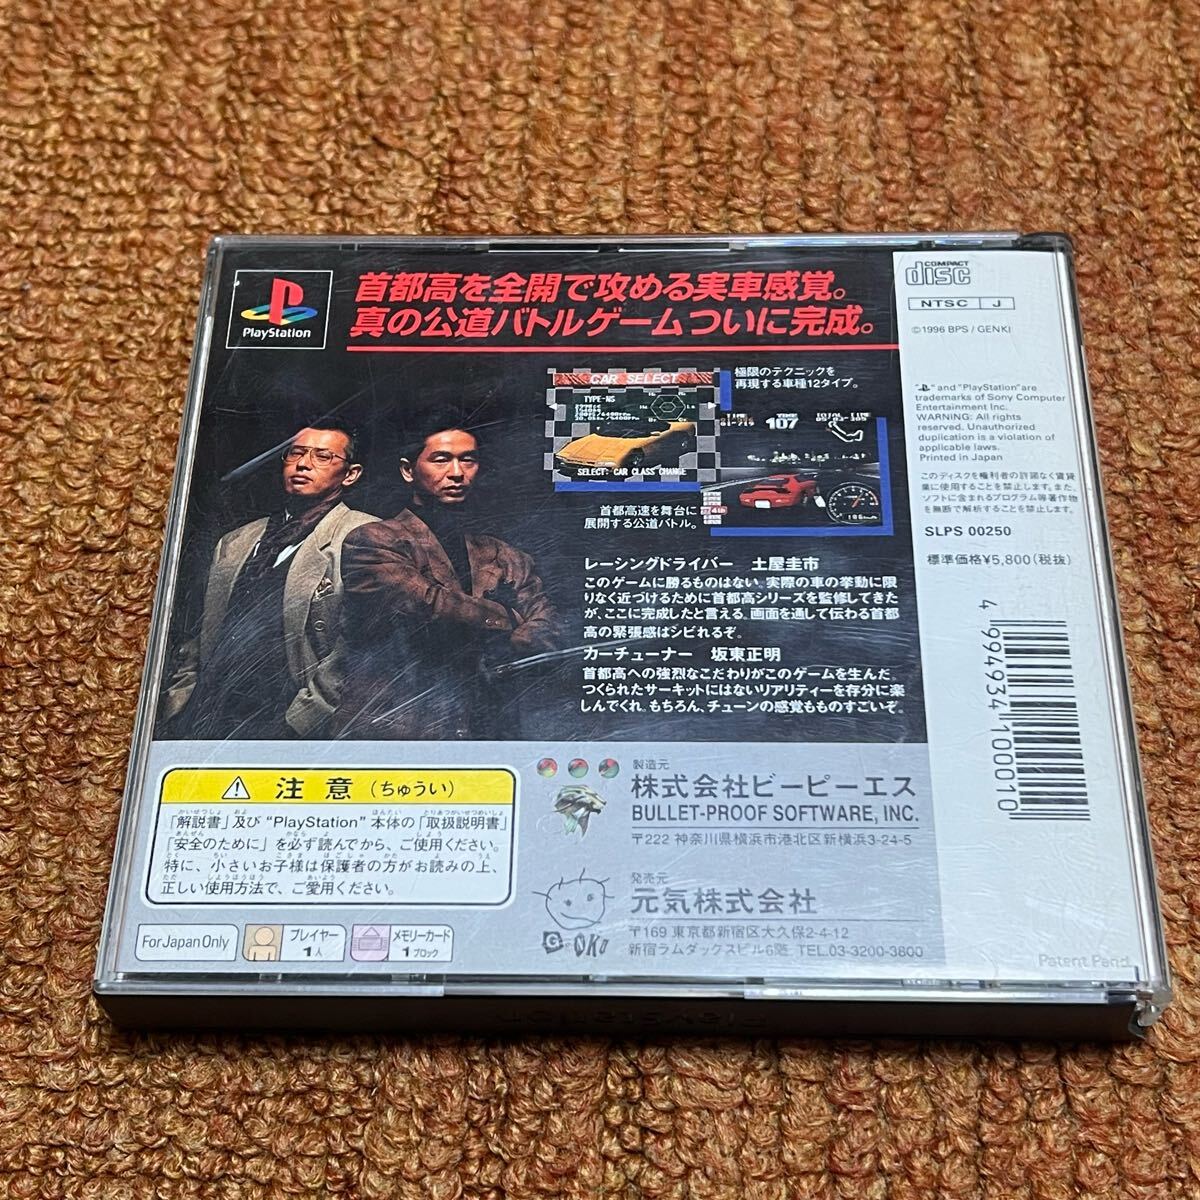 PlayStation
首都高を全開で攻める実車感覚。
真の公道バトルゲームついに完成。
CAR SELECT
TYPE-NS
SELECT: CAR CLASS CHANGE
極限のテクニックを
再現する車種12タイプ。
TIME
107
TOTAL TIME
4th
首都高速を舞台に
展開する公道バトル。
レーシングドライバー 土屋圭市
このゲームに勝るものはない。実際の車の挙動に限
りなく近づけるために首都高シリーズを監修してきた
が、ここに完成したと言える。画面を通して伝わる首都
高の緊張感はシビれるぞ。
カーチューナー 坂東正明
首都高への強烈なこだわりがこのゲームを生んだ。
つくられたサーキットにはないリアリティーを存分に楽
しんでくれ。もちろん、チューンの感覚もものすごいぞ。
COMPACT
disc
NTSC J
©1996 BPS / GENKI
" " and "PlayStation" are
trademarks of Sony Computer
Entertainment Inc.
WARNING: All rights
reserved. Unauthorized
duplication is a violation of
applicable laws.
Printed in Japan
このディスクを権利者の許諾なく賃貸
業に使用することを禁止します。また、
ソフトに含まれるプログラム等著作物
を無断で解析することを禁止します。
SLPS 00250
標準価格¥5,800(税抜)
4 994934 100010
注意(ちゅうい)
「解説書」及び"PlayStation"本体の「取扱説明書」
「安全のために」を必ず読んでから、ご使用ください。
特に、小さいお子様は保護者の方がお読みの上、
正しい使用方法で、ご愛用ください。
For Japan Only
プレイヤー
1人
メモリーカード
1ブロック
製造元
株式会社ビーピーエス
BULLET-PROOF SOFTWARE, INC.
〒222 神奈川県横浜市港北区新横浜3-24-5
発売元
元気株式会社
〒169 東京都新宿区大久保2-4-12
新宿ラムダックスビル6階 TEL.03-3200-3800
Patent Pend.
PlayStation